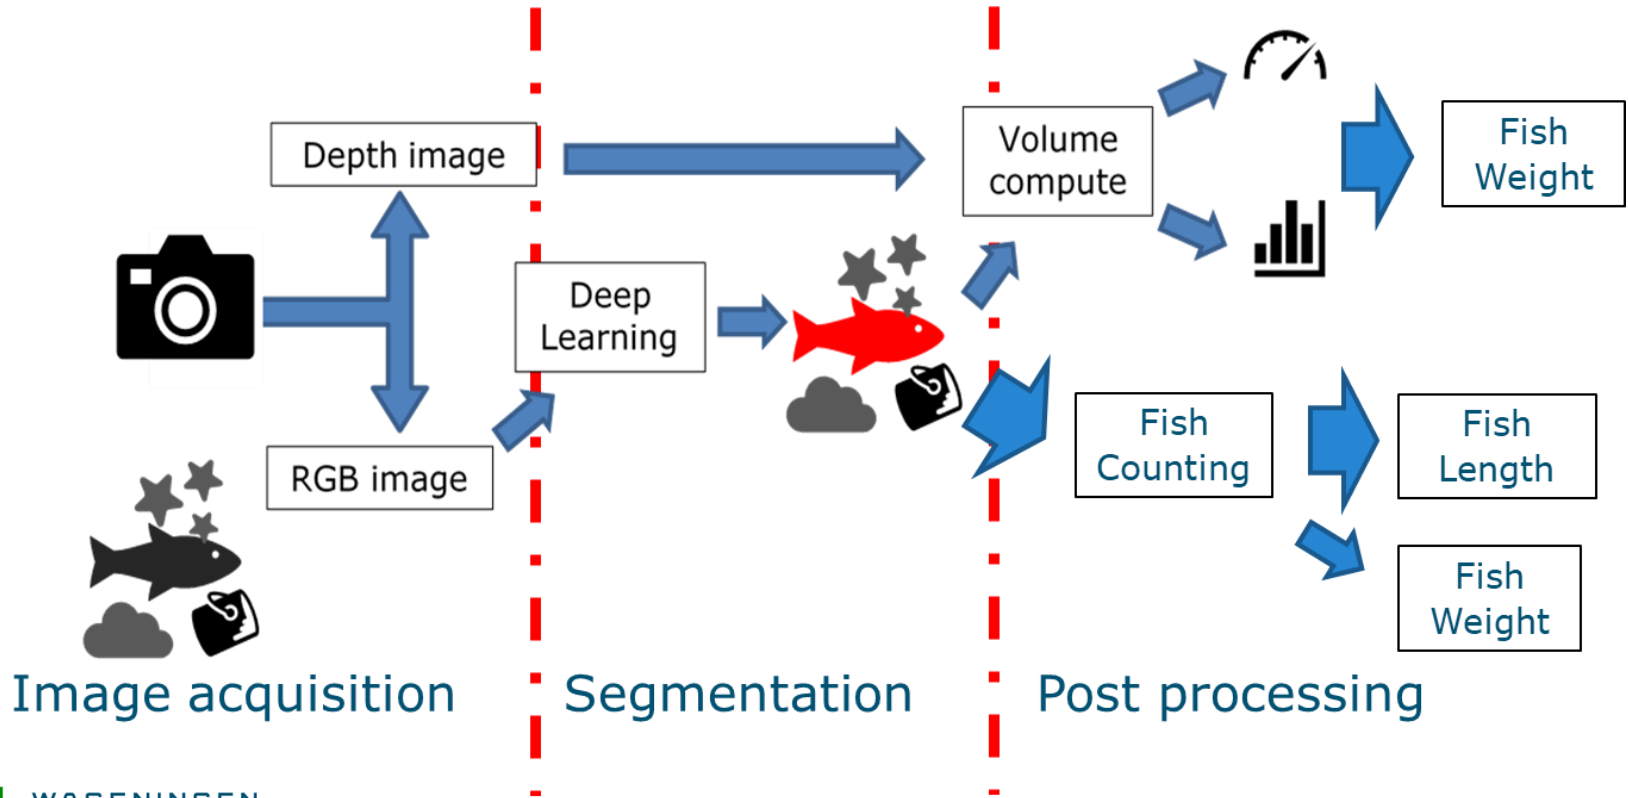 Depth image
Volume
compute
Fish
Weight
Deep
Learning
RGB image
Fish
Counting
Fish
Length
Fish
Weight
Image acquisition
Segmentation
Post processing
WAGENINGEN